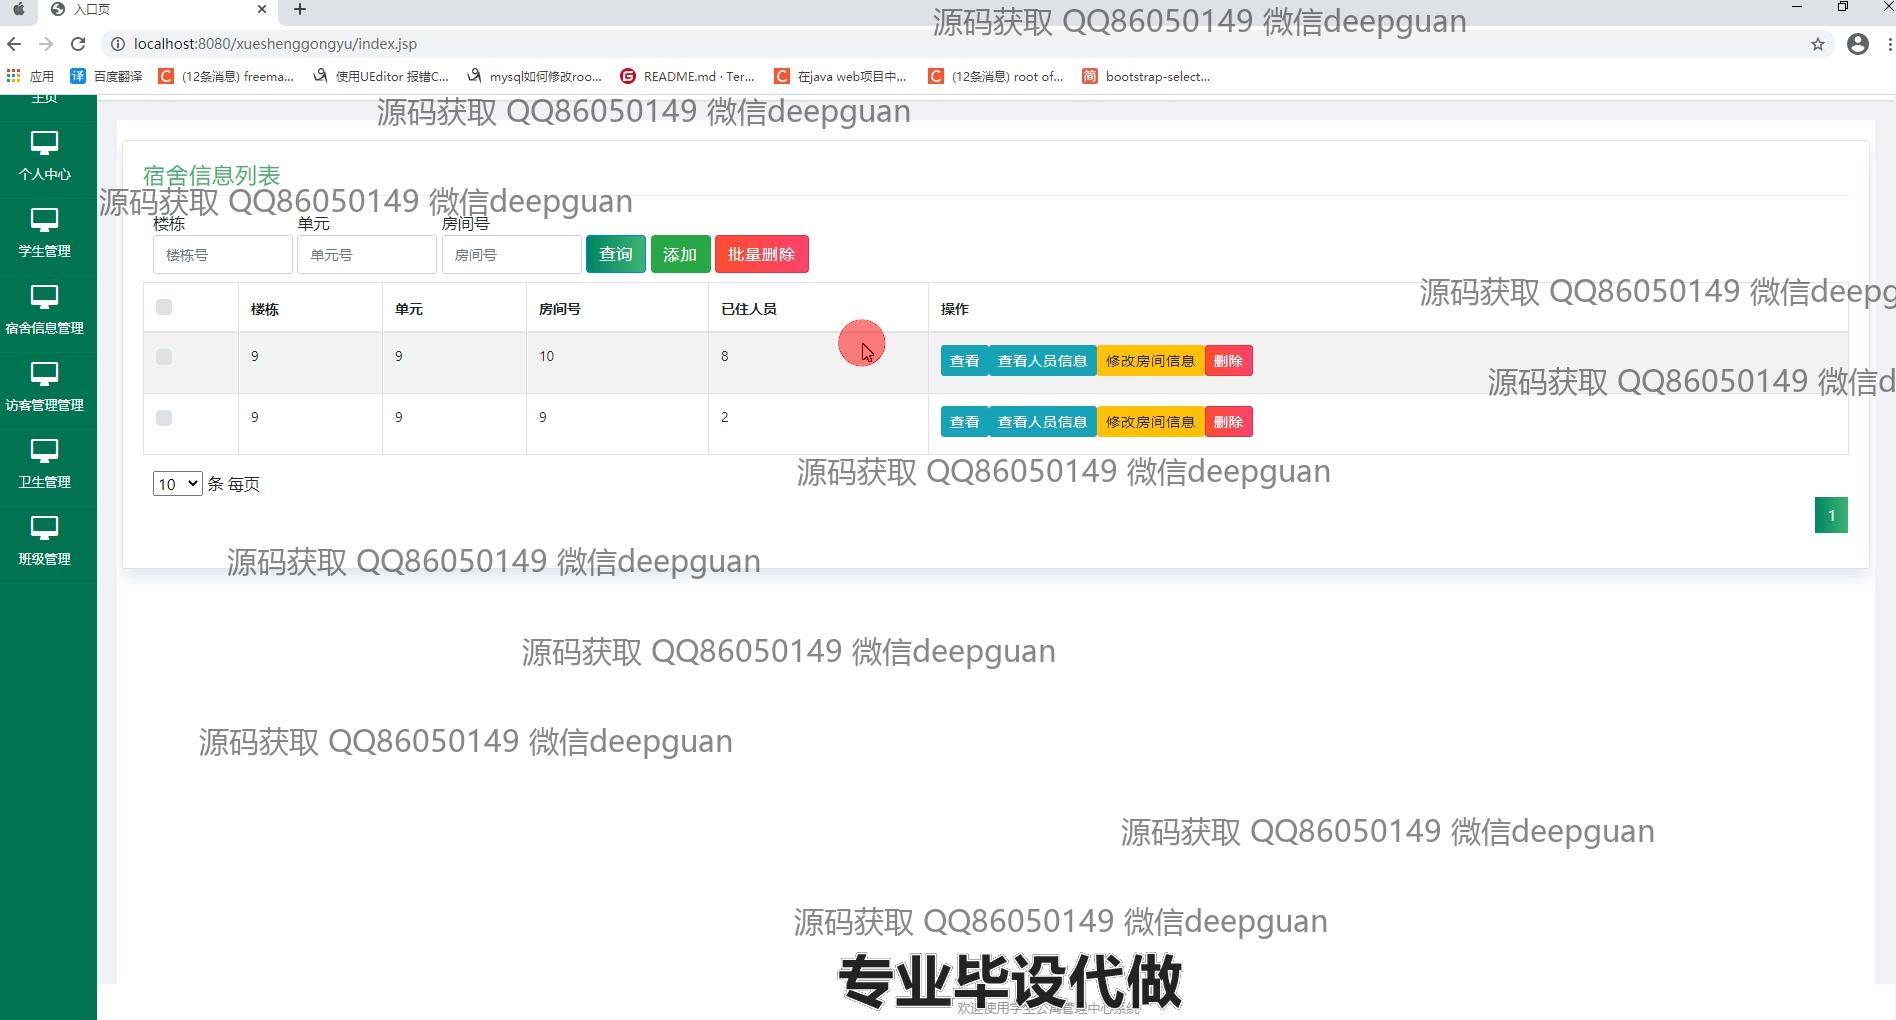 入口页
源码获取 QQ86050149 微信deepguan
localhost:8080/xueshenggongyu/index.jsp
应用 百度翻译 (12条消息) freema... 使用UEditor 报错C... mysql如何修改roo... README.md · Ter... 在java web项目中... (12条消息) root of... bootstrap-select...
主页
源码获取 QQ86050149 微信deepguan
个人中心
宿舍信息列表
源码获取 QQ86050149 微信deepguan
楼栋 单元 房间号
学生管理
楼栋号 单元号 房间号 查询 添加 批量删除
源码获取 QQ86050149 微信deepg
楼栋 单元 房间号 已住人员 操作
宿舍信息管理
9 9 10 8 查看 查看人员信息 修改房间信息 删除
源码获取 QQ86050149 微信d
访客管理管理
9 9 9 2 查看 查看人员信息 修改房间信息 删除
源码获取 QQ86050149 微信deepguan
卫生管理
10 条 每页
1
班级管理
源码获取 QQ86050149 微信deepguan
源码获取 QQ86050149 微信deepguan
源码获取 QQ86050149 微信deepguan
源码获取 QQ86050149 微信deepguan
源码获取 QQ86050149 微信deepguan
专业毕设代做
欢迎使用学生公寓管理中心系统